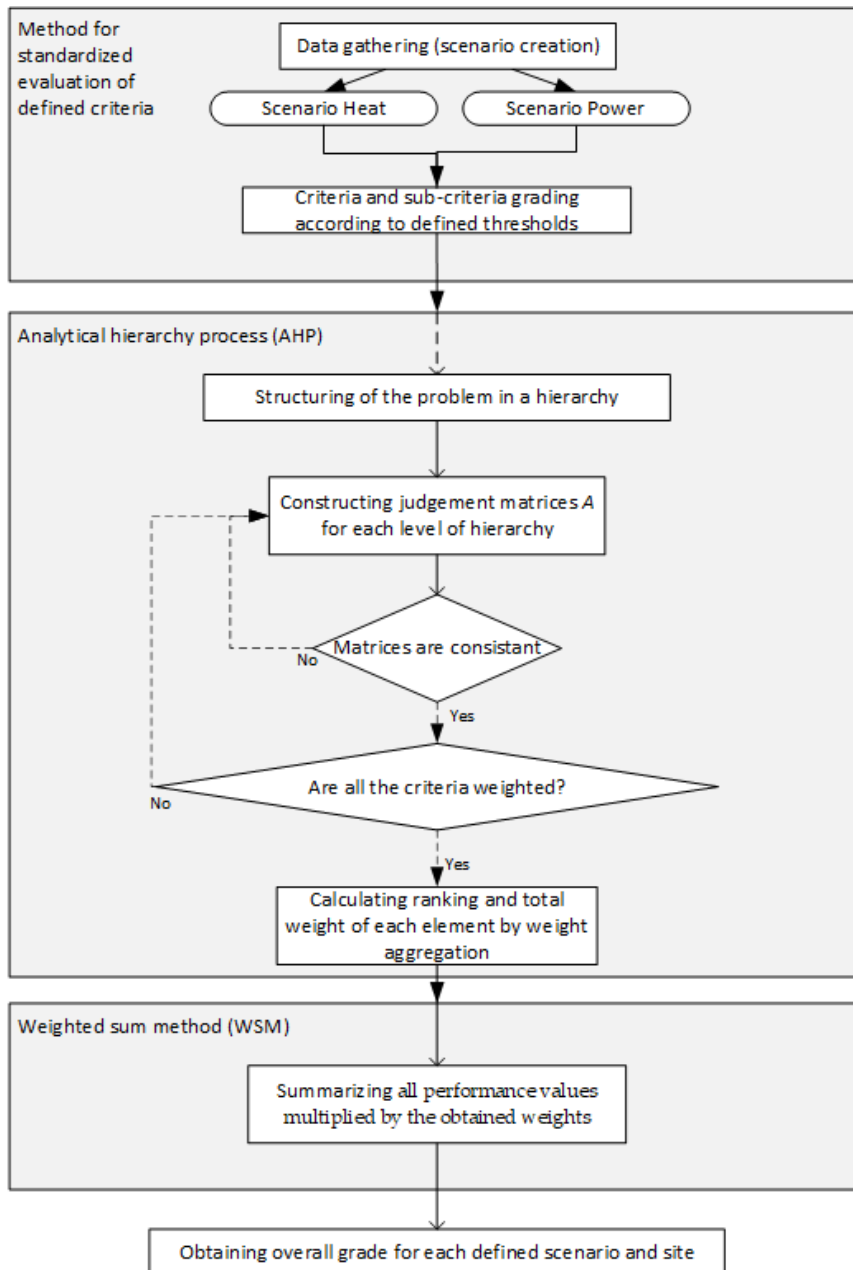 Method for
standardized
evaluation of
defined criteria
Data gathering (scenario creation)
Scenario Heat
Scenario Power
Criteria and sub-criteria grading
according to defined thresholds
Analytical hierarchy process (AHP)
Structuring of the problem in a hierarchy
Constructing judgement matrices A
for each level of hierarchy
Matrices are consistant
No
Yes
Are all the criteria weighted?
No
Yes
Calculating ranking and total
weight of each element by weight
aggregation
Weighted sum method (WSM)
Summarizing all performance values
multiplied by the obtained weights
Obtaining overall grade for each defined scenario and site